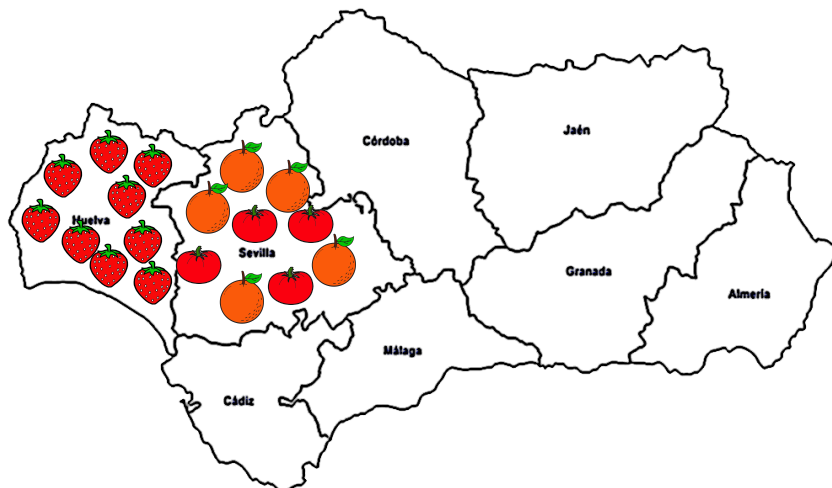 Córdoba
Jaén
Huelva
Sevilla
Granada
Almería
Málaga
Cádiz